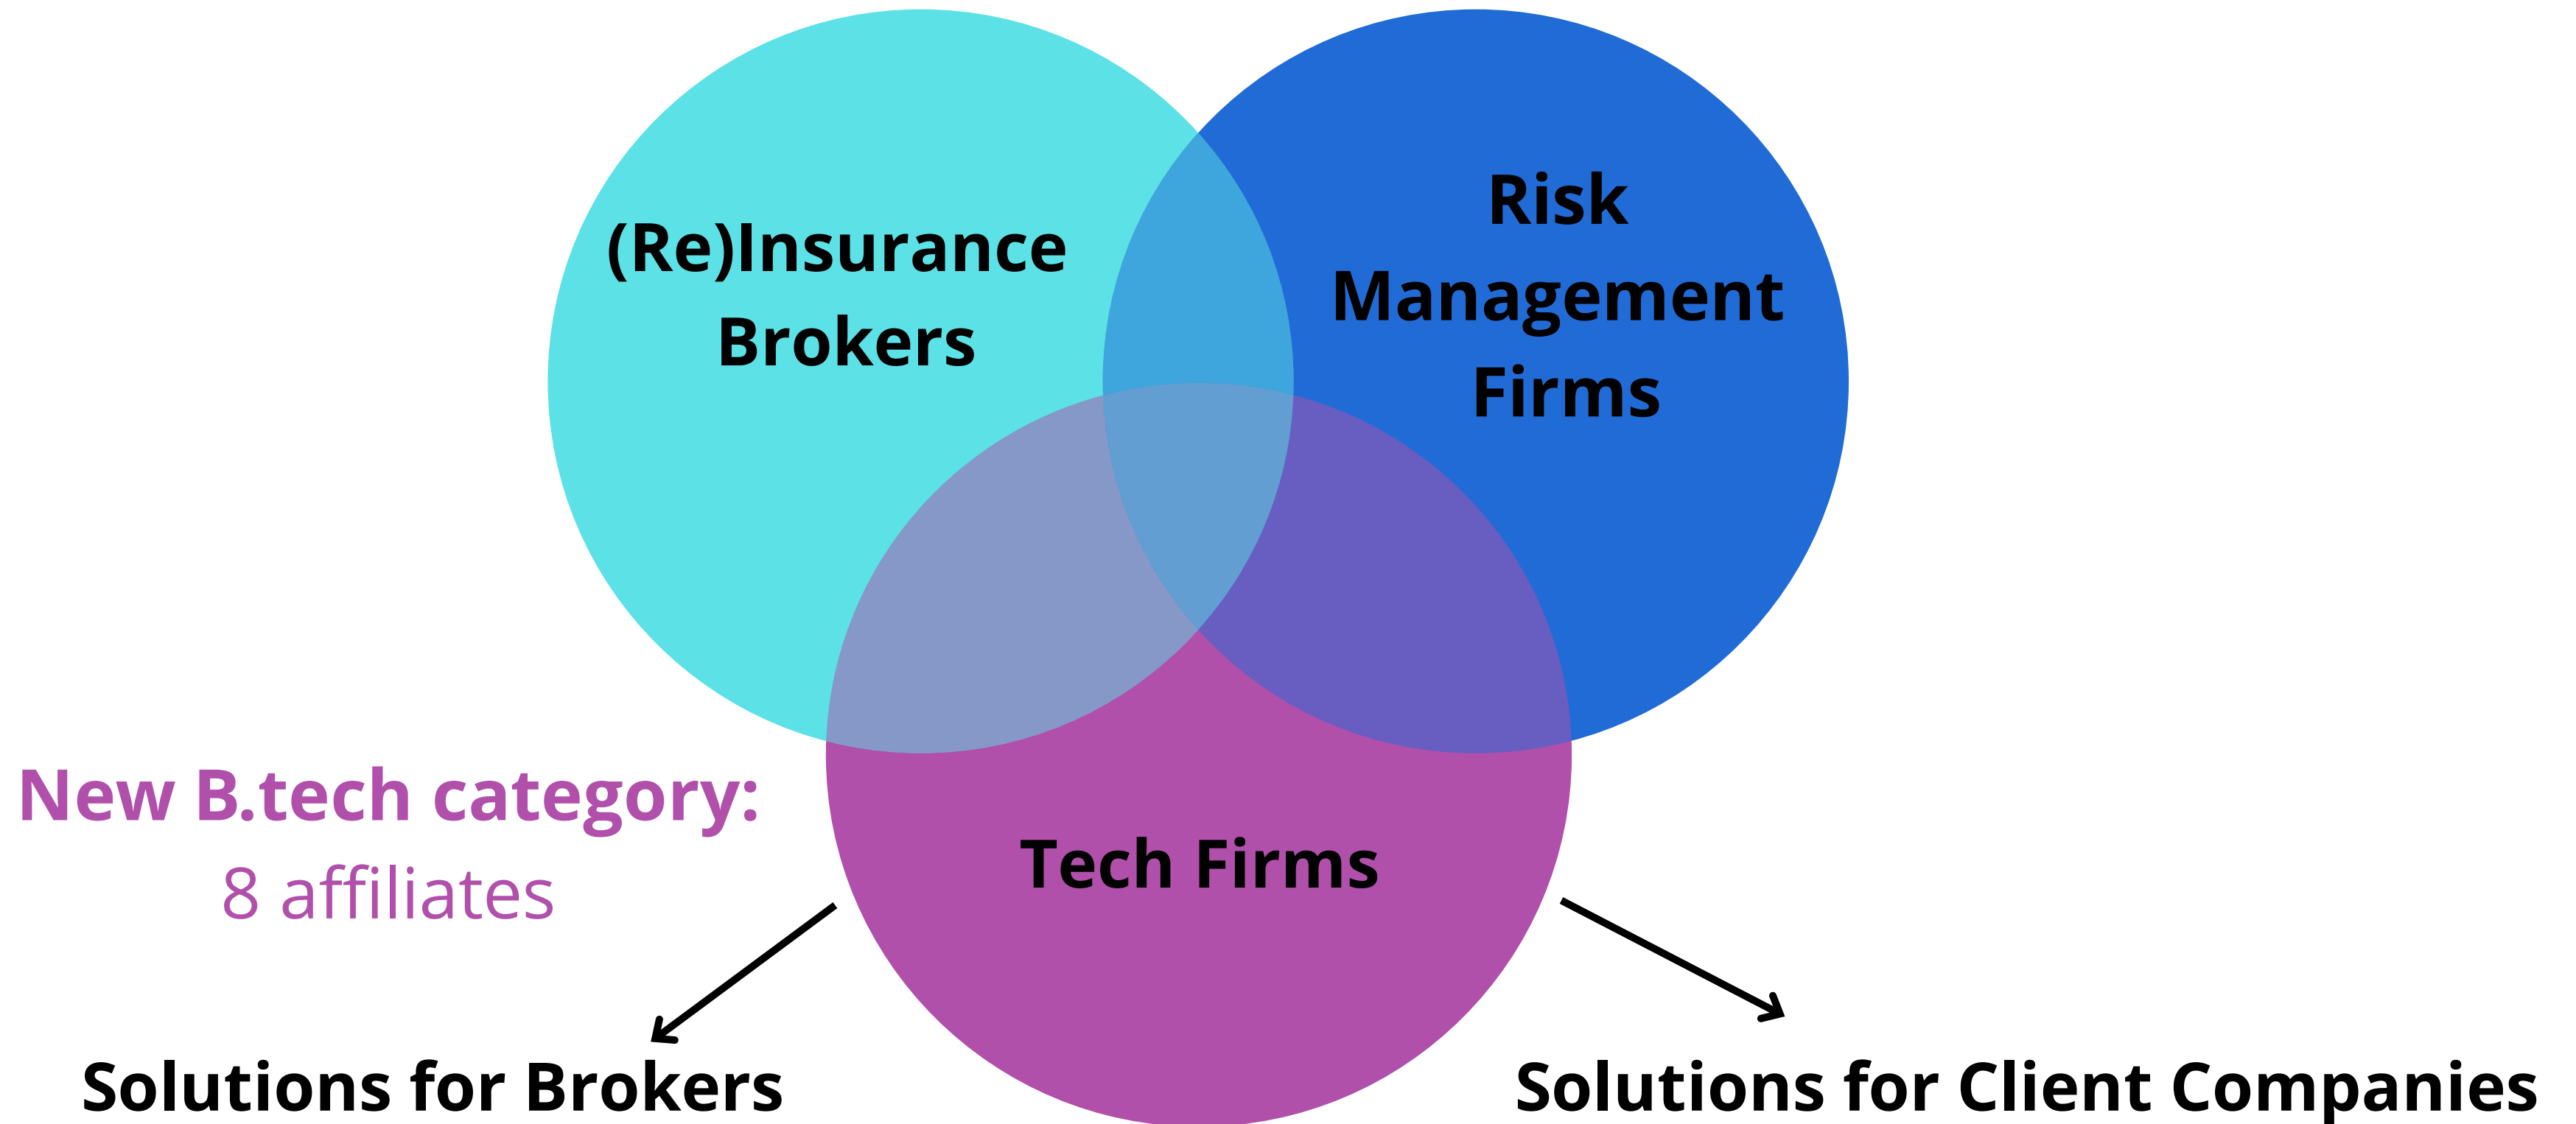 (Re)Insurance
Brokers
Risk
Management
Firms
New B.tech category:
8 affiliates
Tech Firms
Solutions for Brokers
Solutions for Client Companies